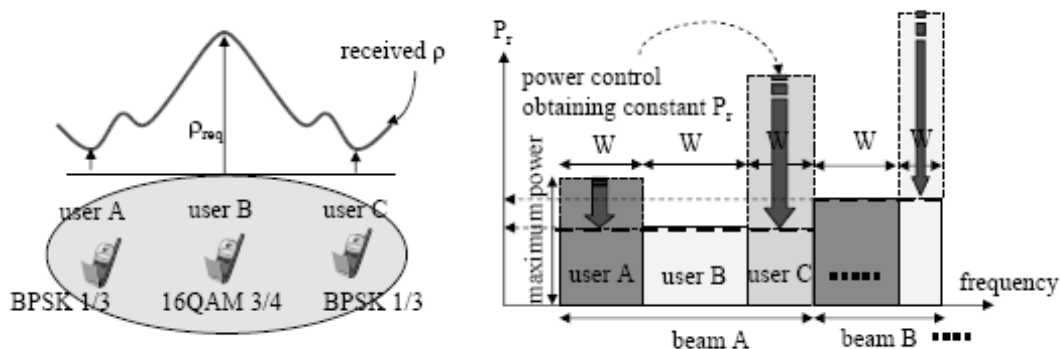 received ρ
ρreq
user A
user B
user C
BPSK 1/3
16QAM 3/4
BPSK 1/3
Pr
power control
obtaining constant Pr
W
W
W
W
W
maximum power
user A
user B
user C
frequency
beam A
beam B